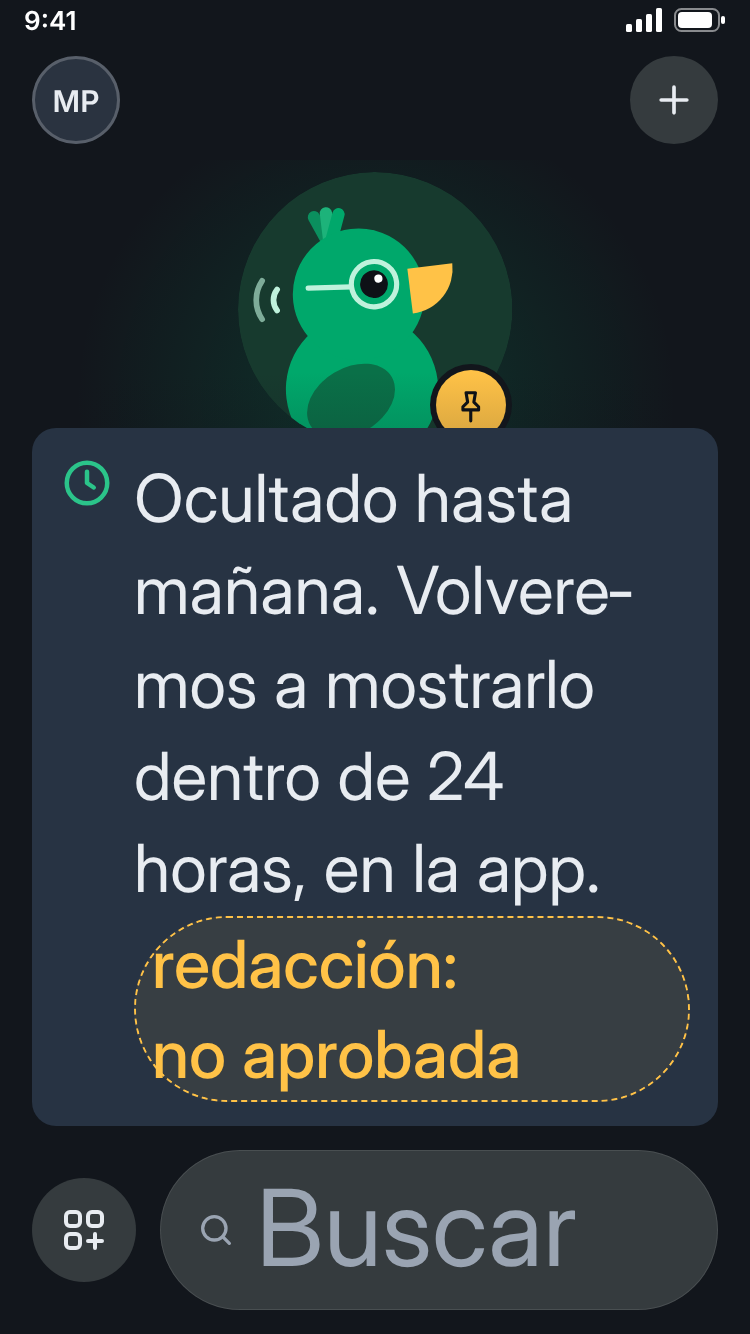 9:41
MP
Ocultado hasta
mañana. Volvere-
mos a mostrarlo
dentro de 24
horas, en la app.
redacción:
no aprobada
Buscar